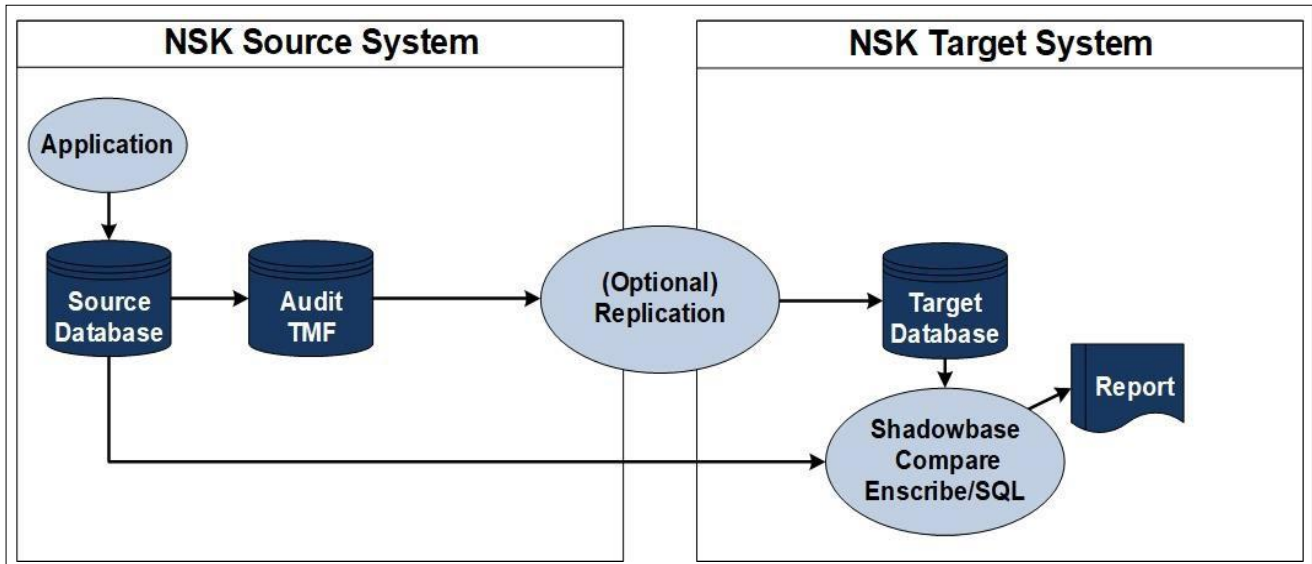 NSK Source System
NSK Target System
Application
Source
Database
Audit
TMF
(Optional)
Replication
Target
Database
Report
Shadowbase
Compare
Enscribe/SQL